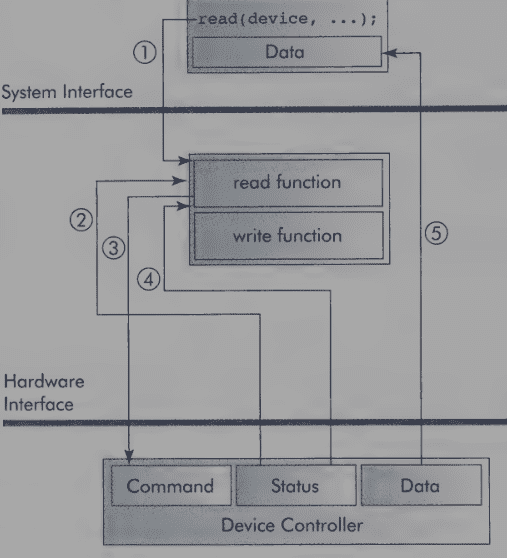 read(device, ...);
①
Data
System Interface
read function
②
write function
③
⑤
④
Hardware
Interface
Command
Status
Data
Device Controller